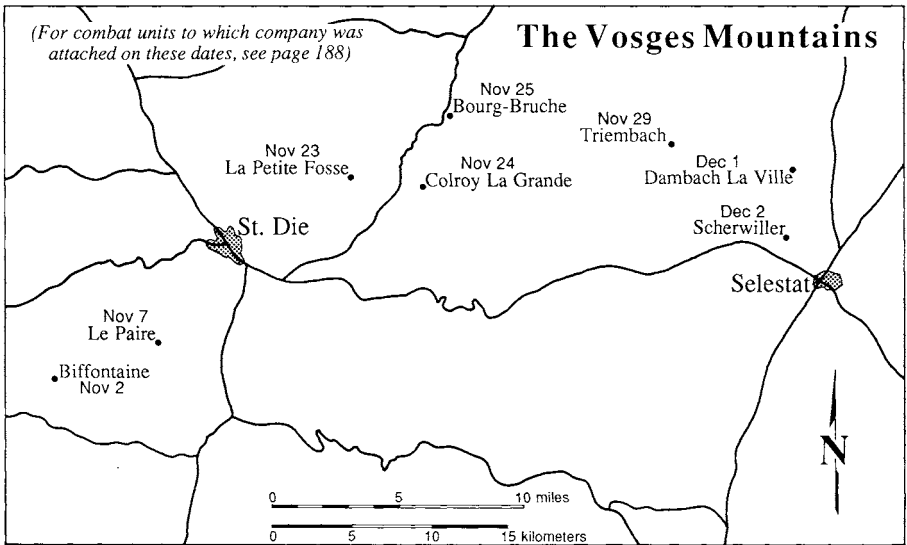 (For combat units to which company was
attached on these dates, see page 188)
The Vosges Mountains
Nov 25
Bourg-Bruche
Nov 29
Triembach
Nov 23
La Petite Fosse
Nov 24
Colroy La Grande
Dec 1
Dambach La Ville
Dec 2
Scherwiller
St. Die
Selestat
Nov 7
Le Paire
Biffontaine
Nov 2
N
0 5 10 miles
0 5 10 15 kilometers